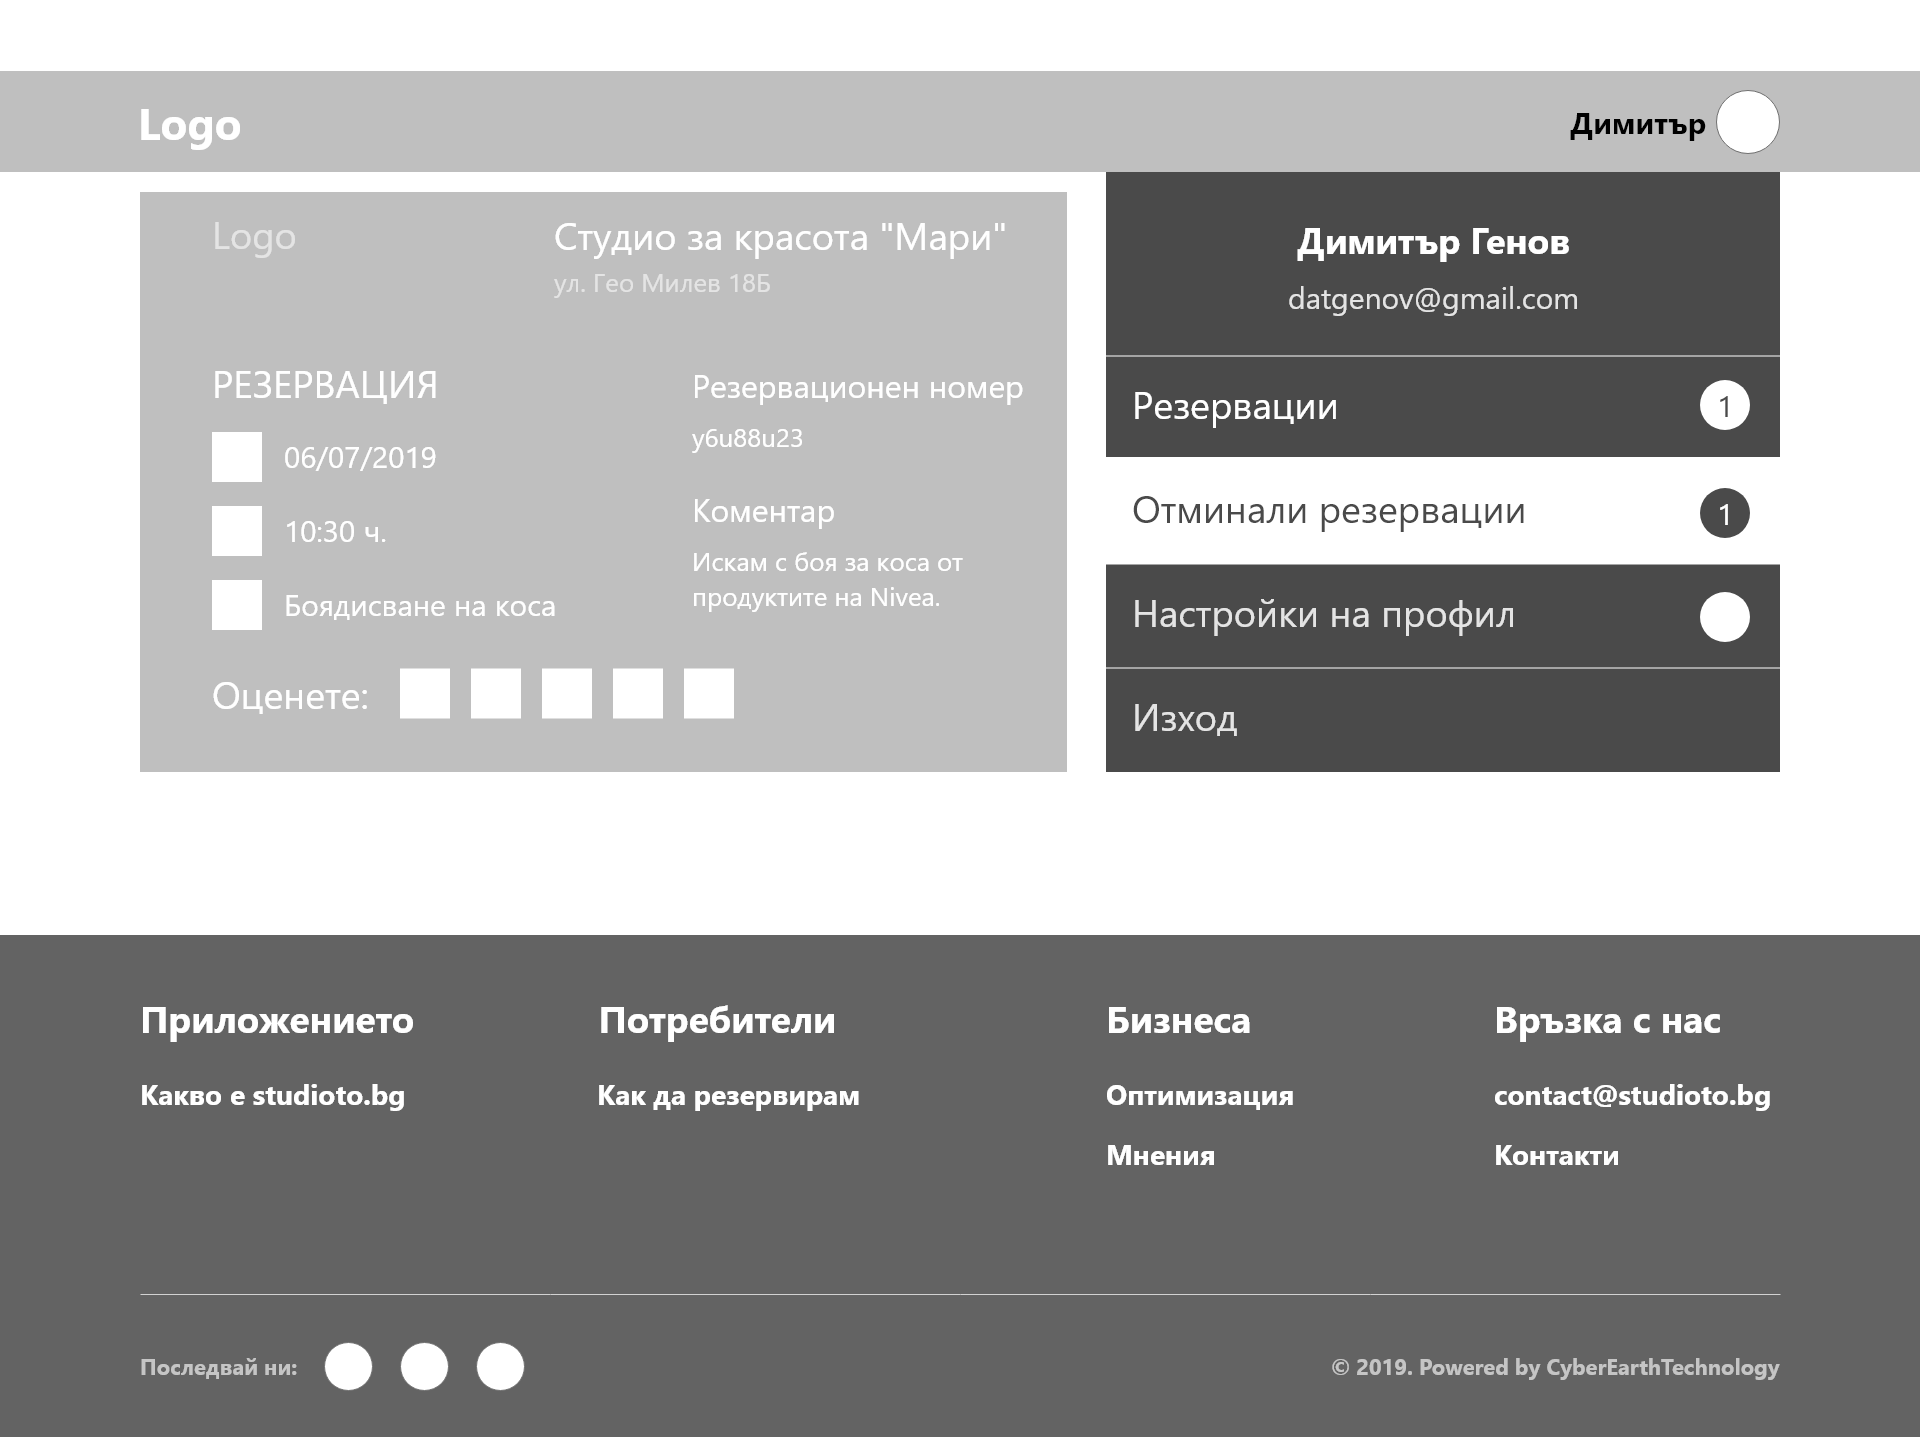 Logo
Димитър
Logo
Студио за красота "Мари"
ул. Гео Милев 18Б
РЕЗЕРВАЦИЯ
06/07/2019
10:30 ч.
Боядисване на коса
Резервационен номер
y6u88u23
Коментар
Искам с боя за коса от
продуктите на Nivea.
Оценете:
Димитър Генов
datgenov@gmail.com
Резервации 1
Отминали резервации 1
Настройки на профил
Изход
Приложението
Какво е studioto.bg
Потребители
Как да резервирам
Бизнеса
Оптимизация
Мнения
Връзка с нас
contact@studioto.bg
Контакти
Последвай ни:
© 2019. Powered by CyberEarthTechnology